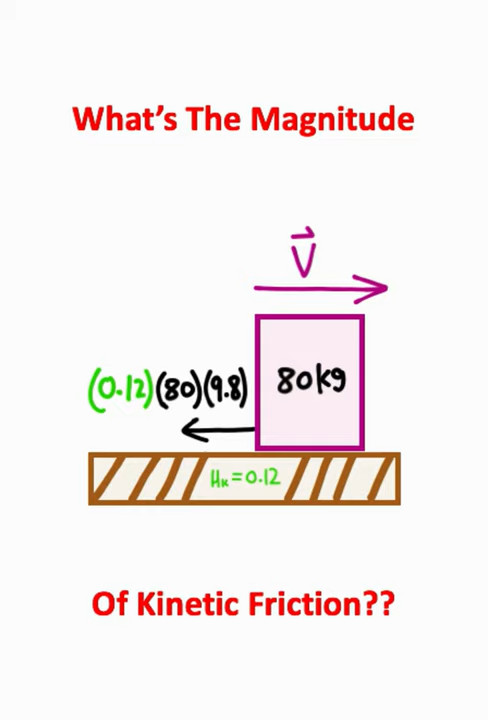 What's The Magnitude
V
(0.12)(80)(9.8)
80kg
μₖ=0.12
Of Kinetic Friction??